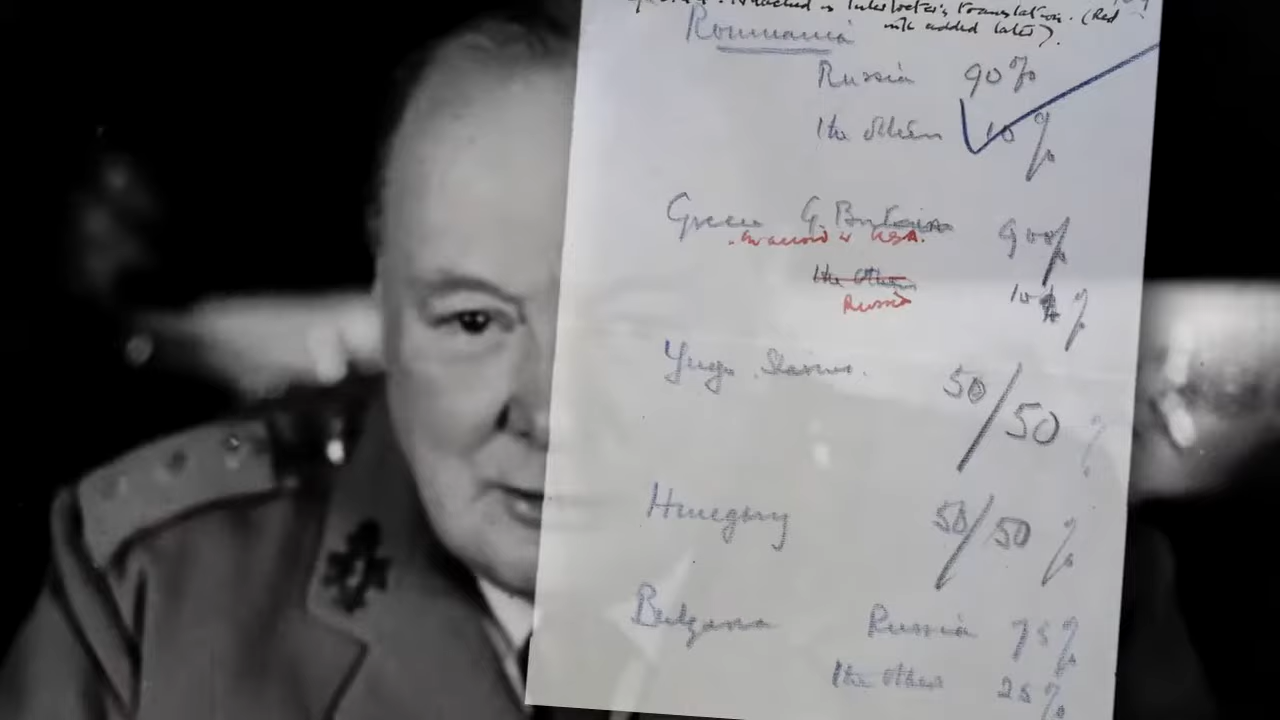 Attached is Interpreter's translation. (Red
ink added later).
Roumania
Russia 90%
The others 10%
Greece G. Britain 90%
in accord w USA.
The others 10%
Russia
Yugo Slavia. 50/50%
Hungary 50/50%
Bulgaria Russia 75%
The others 25%